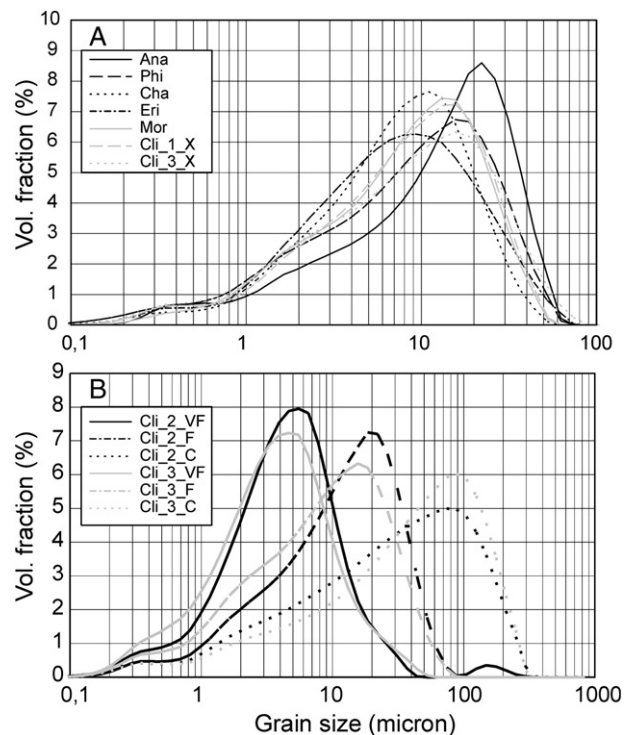 A
10
9
8
7
6
5
4
3
2
1
0
Vol. fraction (%)
Ana
Phi
Cha
Eri
Mor
Cli_1_X
Cli_3_X
0,1
1
10
100
B
9
8
7
6
5
4
3
2
1
0
Vol. fraction (%)
Cli_2_VF
Cli_2_F
Cli_2_C
Cli_3_VF
Cli_3_F
Cli_3_C
0,1
1
10
100
1000
Grain size (micron)